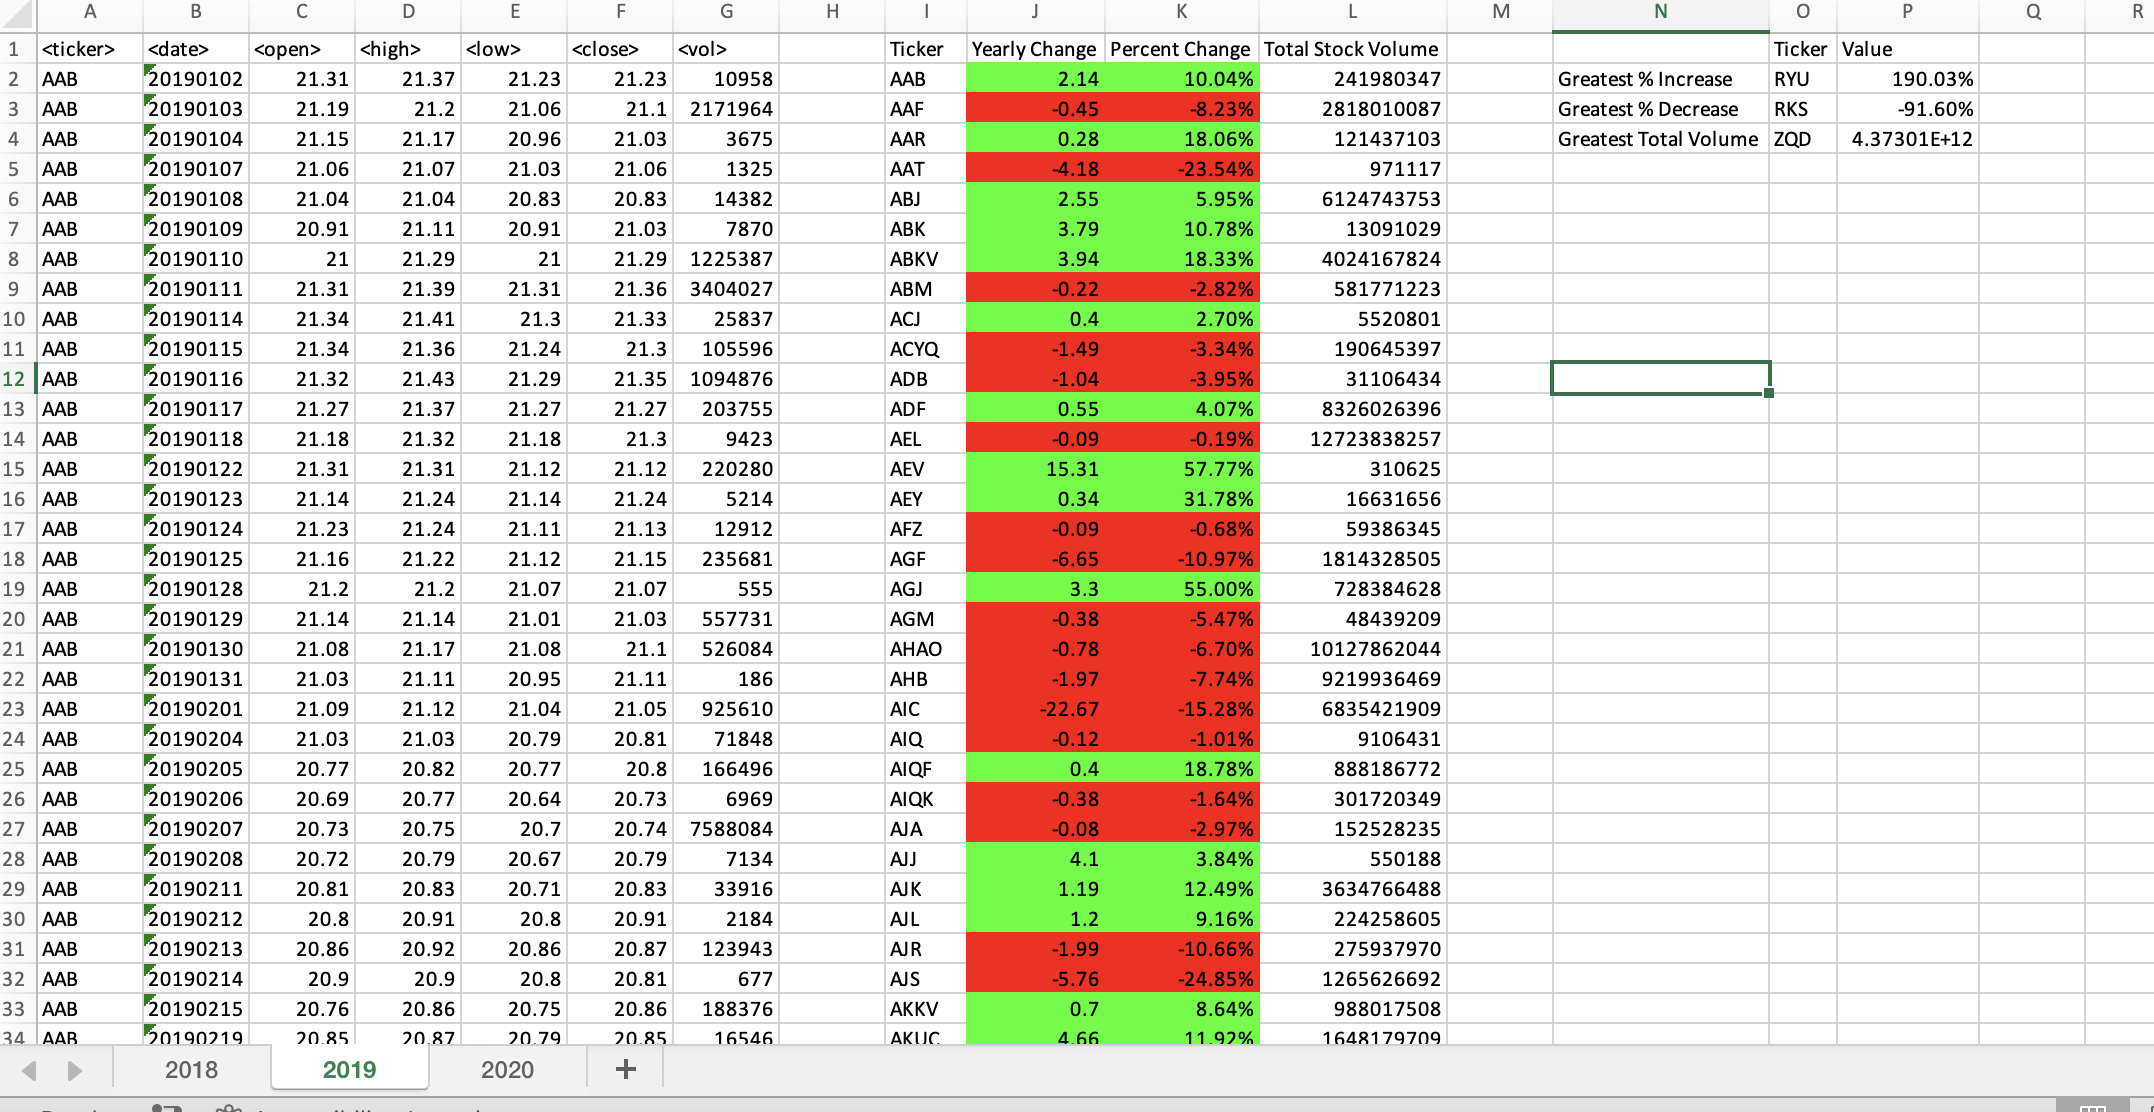 A B C D E F G H I J K L M N O P Q R
1 <ticker> <date> <open> <high> <low> <close> <vol> Ticker Yearly Change Percent Change Total Stock Volume Ticker Value
2 AAB 20190102 21.31 21.37 21.23 21.23 10958 AAB 2.14 10.04% 241980347 Greatest % Increase RYU 190.03%
3 AAB 20190103 21.19 21.2 21.06 21.1 2171964 AAF -0.45 -8.23% 2818010087 Greatest % Decrease RKS -91.60%
4 AAB 20190104 21.15 21.17 20.96 21.03 3675 AAR 0.28 18.06% 121437103 Greatest Total Volume ZQD 4.37301E+12
5 AAB 20190107 21.06 21.07 21.03 21.06 1325 AAT -4.18 -23.54% 971117
6 AAB 20190108 21.04 21.04 20.83 20.83 14382 ABJ 2.55 5.95% 6124743753
7 AAB 20190109 20.91 21.11 20.91 21.03 7870 ABK 3.79 10.78% 13091029
8 AAB 20190110 21 21.29 21 21.29 1225387 ABKV 3.94 18.33% 4024167824
9 AAB 20190111 21.31 21.39 21.31 21.36 3404027 ABM -0.22 -2.82% 581771223
10 AAB 20190114 21.34 21.41 21.3 21.33 25837 ACJ 0.4 2.70% 5520801
11 AAB 20190115 21.34 21.36 21.24 21.3 105596 ACYQ -1.49 -3.34% 190645397
12 AAB 20190116 21.32 21.43 21.29 21.35 1094876 ADB -1.04 -3.95% 31106434
13 AAB 20190117 21.27 21.37 21.27 21.27 203755 ADF 0.55 4.07% 8326026396
14 AAB 20190118 21.18 21.32 21.18 21.3 9423 AEL -0.09 -0.19% 12723838257
15 AAB 20190122 21.31 21.31 21.12 21.12 220280 AEV 15.31 57.77% 310625
16 AAB 20190123 21.14 21.24 21.14 21.24 5214 AEY 0.34 31.78% 16631656
17 AAB 20190124 21.23 21.24 21.11 21.13 12912 AFZ -0.09 -0.68% 59386345
18 AAB 20190125 21.16 21.22 21.12 21.15 235681 AGF -6.65 -10.97% 1814328505
19 AAB 20190128 21.2 21.2 21.07 21.07 555 AGJ 3.3 55.00% 728384628
20 AAB 20190129 21.14 21.14 21.01 21.03 557731 AGM -0.38 -5.47% 48439209
21 AAB 20190130 21.08 21.17 21.08 21.1 526084 AHAO -0.78 -6.70% 10127862044
22 AAB 20190131 21.03 21.11 20.95 21.11 186 AHB -1.97 -7.74% 9219936469
23 AAB 20190201 21.09 21.12 21.04 21.05 925610 AIC -22.67 -15.28% 6835421909
24 AAB 20190204 21.03 21.03 20.79 20.81 71848 AIQ -0.12 -1.01% 9106431
25 AAB 20190205 20.77 20.82 20.77 20.8 166496 AIQF 0.4 18.78% 888186772
26 AAB 20190206 20.69 20.77 20.64 20.73 6969 AIQK -0.38 -1.64% 301720349
27 AAB 20190207 20.73 20.75 20.7 20.74 7588084 AJA -0.08 -2.97% 152528235
28 AAB 20190208 20.72 20.79 20.67 20.79 7134 AJJ 4.1 3.84% 550188
29 AAB 20190211 20.81 20.83 20.71 20.83 33916 AJK 1.19 12.49% 3634766488
30 AAB 20190212 20.8 20.91 20.8 20.91 2184 AJL 1.2 9.16% 224258605
31 AAB 20190213 20.86 20.92 20.86 20.87 123943 AJR -1.99 -10.66% 275937970
32 AAB 20190214 20.9 20.9 20.8 20.81 677 AJS -5.76 -24.85% 1265626692
33 AAB 20190215 20.76 20.86 20.75 20.86 188376 AKKV 0.7 8.64% 988017508
34 AAB 20190219 20.85 20.87 20.79 20.85 16546 AKUC 4.66 11.92% 1648179709
2018 2019 2020 +